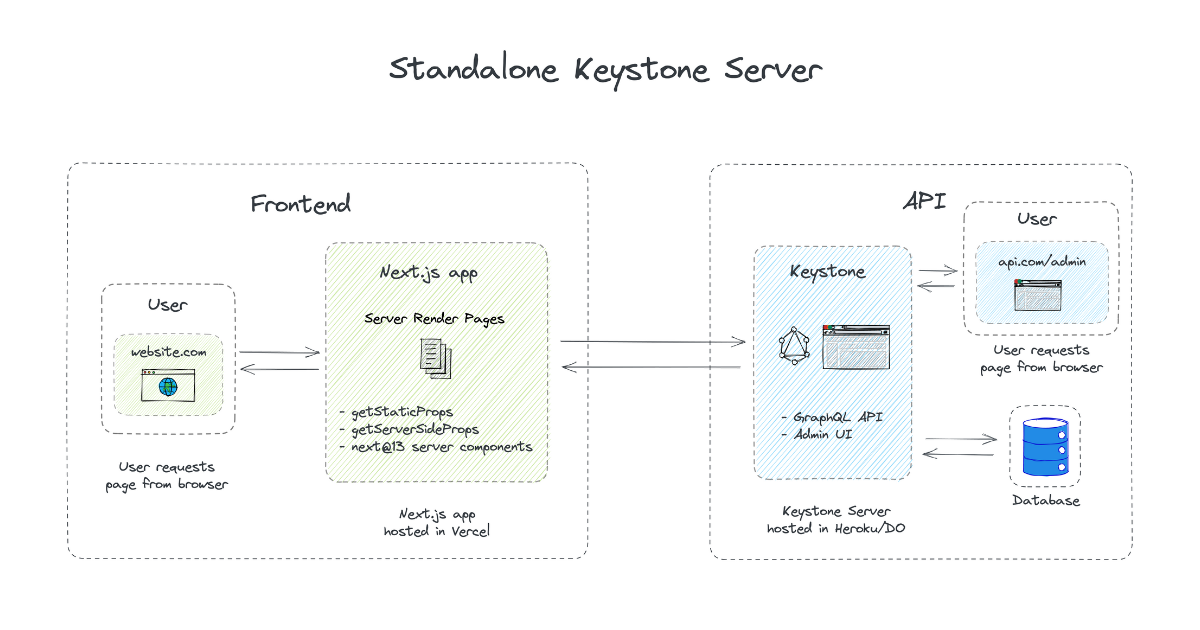 Standalone Keystone Server
Frontend
User
website.com
User requests
page from browser
Next.js app
Server Render Pages
- getStaticProps
- getServerSideProps
- next@13 server components
Next.js app
hosted in Vercel
API
Keystone
- GraphQL API
- Admin UI
Keystone Server
hosted in Heroku/DO
User
api.com/admin
User requests
page from browser
Database